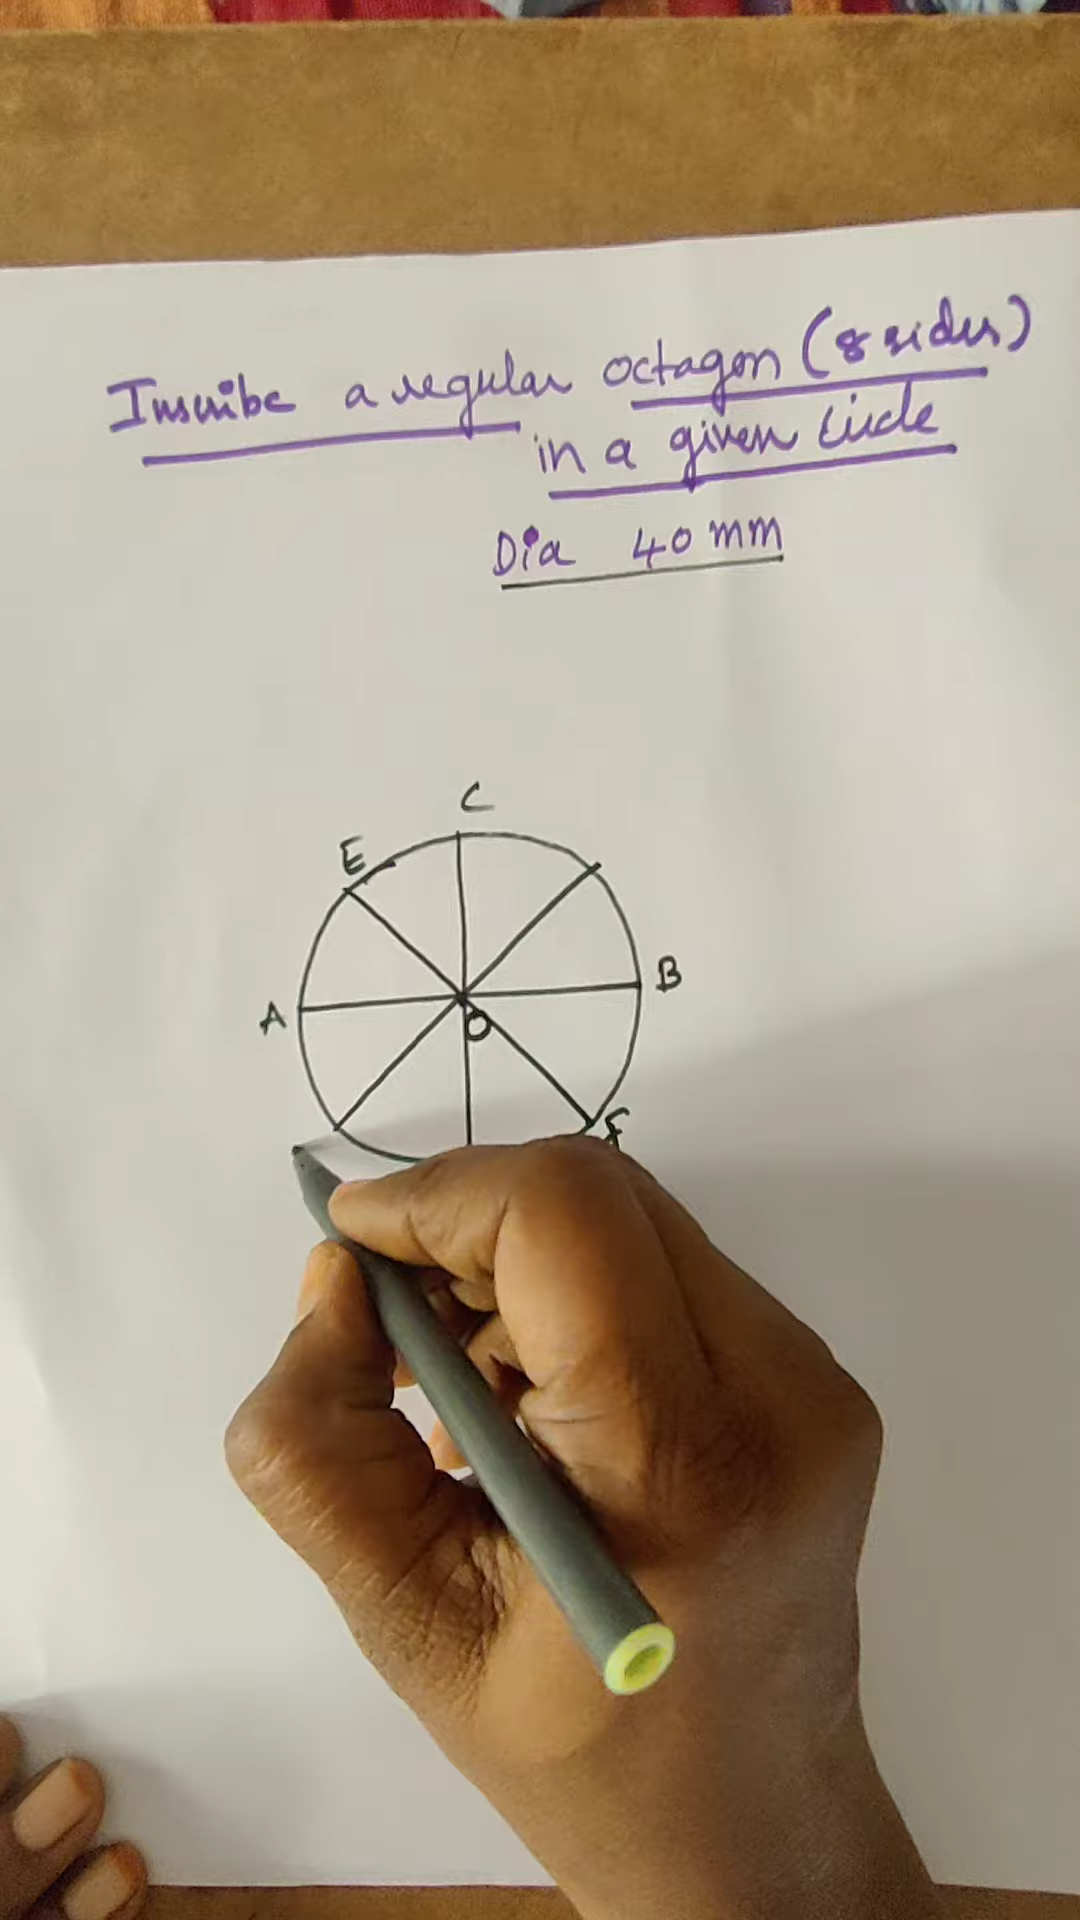 Inscribe a regular octagon (8 sides)
in a given circle
Dia 40 mm
C
E
B
A
O
F